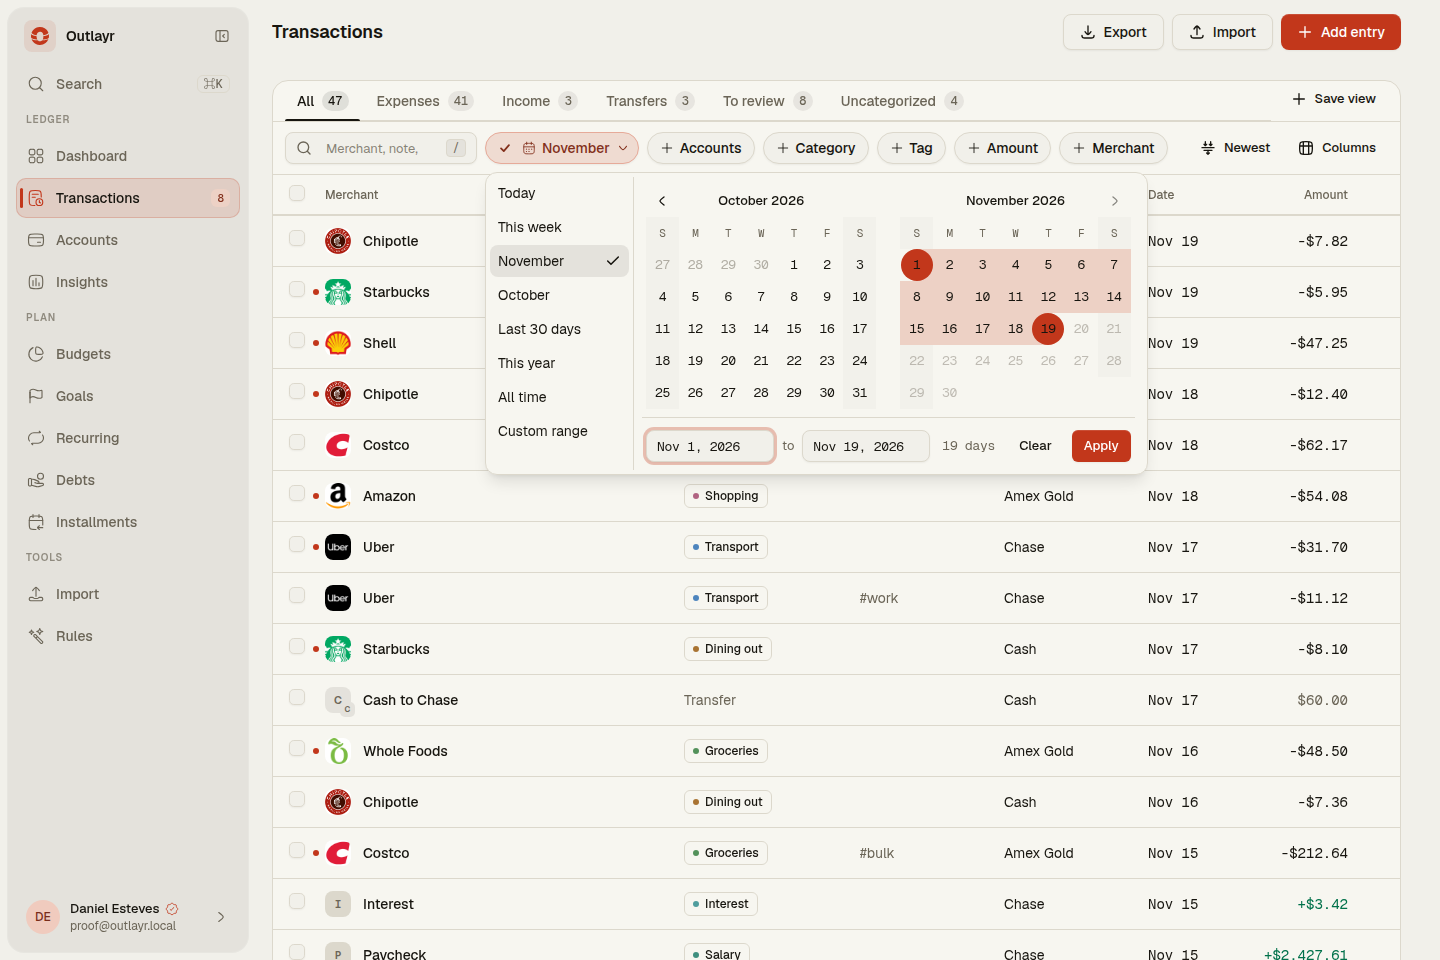 Outlayr
Search ⌘K
LEDGER
Dashboard
Transactions 8
Accounts
Insights
PLAN
Budgets
Goals
Recurring
Debts
Installments
TOOLS
Import
Rules
DE Daniel Esteves
proof@outlayr.local
Transactions
Export Import Add entry
All 47 Expenses 41 Income 3 Transfers 3 To review 8 Uncategorized 4 Save view
Merchant, note, / November Accounts Category Tag Amount Merchant Newest Columns
Merchant Date Amount
Today
This week
November
October
Last 30 days
This year
All time
Custom range
October 2026
S M T W T F S
27 28 29 30 1 2 3
4 5 6 7 8 9 10
11 12 13 14 15 16 17
18 19 20 21 22 23 24
25 26 27 28 29 30 31
November 2026
S M T W T F S
1 2 3 4 5 6 7
8 9 10 11 12 13 14
15 16 17 18 19 20 21
22 23 24 25 26 27 28
29 30
Nov 1, 2026 to Nov 19, 2026 19 days Clear Apply
Chipotle Nov 19 -$7.82
Starbucks Nov 19 -$5.95
Shell Nov 19 -$47.25
Chipotle Nov 18 -$12.40
Costco Nov 18 -$62.17
Amazon Shopping Amex Gold Nov 18 -$54.08
Uber Uber Transport Chase Nov 17 -$31.70
Uber Uber Transport #work Chase Nov 17 -$11.12
Starbucks Dining out Cash Nov 17 -$8.10
C C Cash to Chase Transfer Cash Nov 17 $60.00
Whole Foods Groceries Amex Gold Nov 16 -$48.50
Chipotle Dining out Cash Nov 16 -$7.36
Costco Groceries #bulk Amex Gold Nov 15 -$212.64
I Interest Interest Chase Nov 15 +$3.42
P Paycheck Salary Chase Nov 15 +$2,427.61